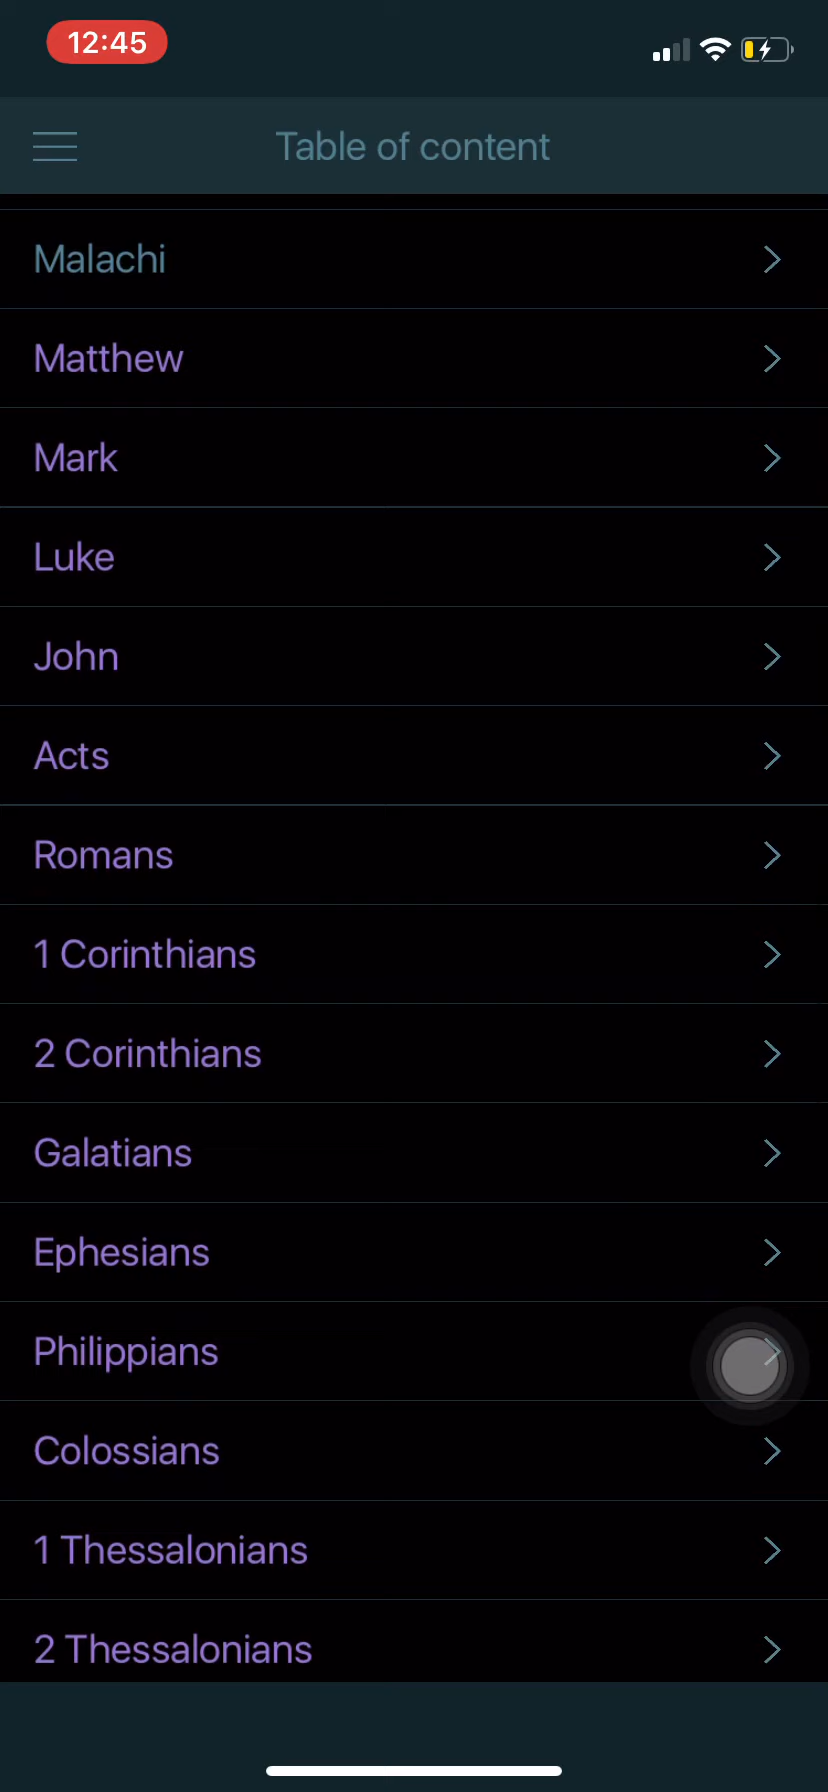 12:45
Table of content
Malachi
Matthew
Mark
Luke
John
Acts
Romans
1 Corinthians
2 Corinthians
Galatians
Ephesians
Philippians
Colossians
1 Thessalonians
2 Thessalonians